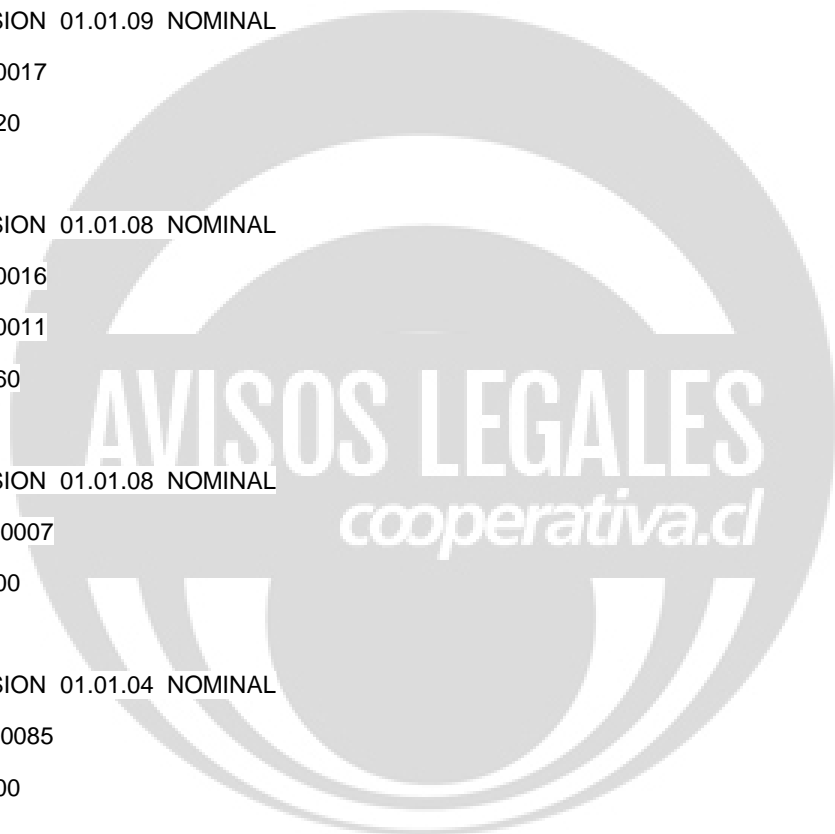 SION 01.01.09 NOMINAL
0017
20
SION 01.01.08 NOMINAL
0016
0011
60
AVISOS LEGALES
cooperativa.cl
SION 01.01.08 NOMINAL
0007
00
SION 01.01.04 NOMINAL
0085
00